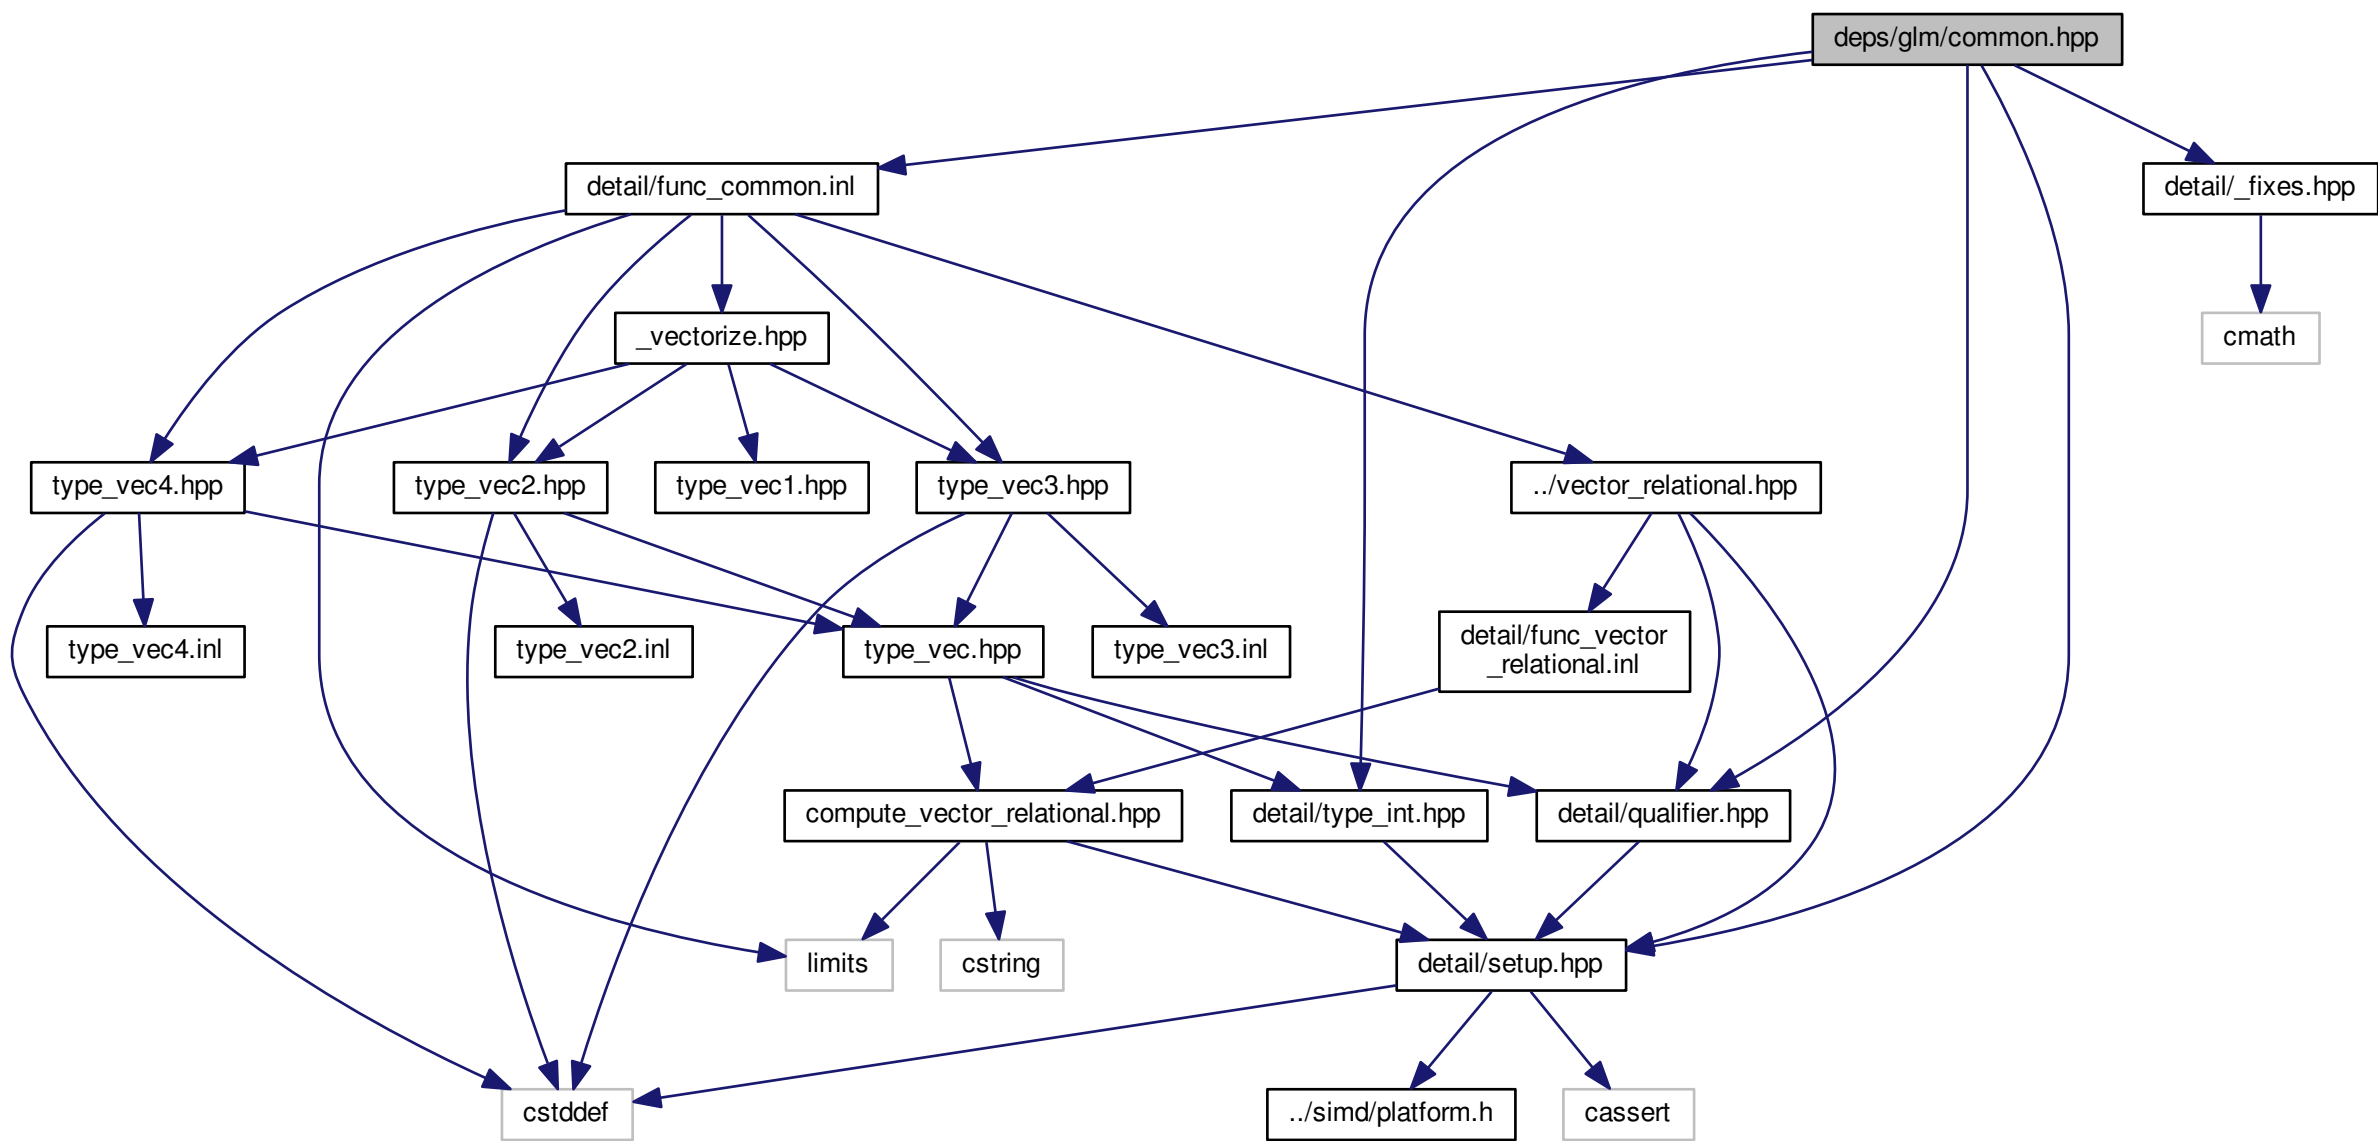 deps/glm/common.hpp
detail/func_common.inl
detail/_fixes.hpp
_vectorize.hpp
cmath
type_vec4.hpp
type_vec2.hpp
type_vec1.hpp
type_vec3.hpp
../vector_relational.hpp
type_vec4.inl
type_vec2.inl
type_vec.hpp
type_vec3.inl
detail/func_vector
_relational.inl
compute_vector_relational.hpp
detail/type_int.hpp
detail/qualifier.hpp
limits
cstring
detail/setup.hpp
cstddef
../simd/platform.h
cassert